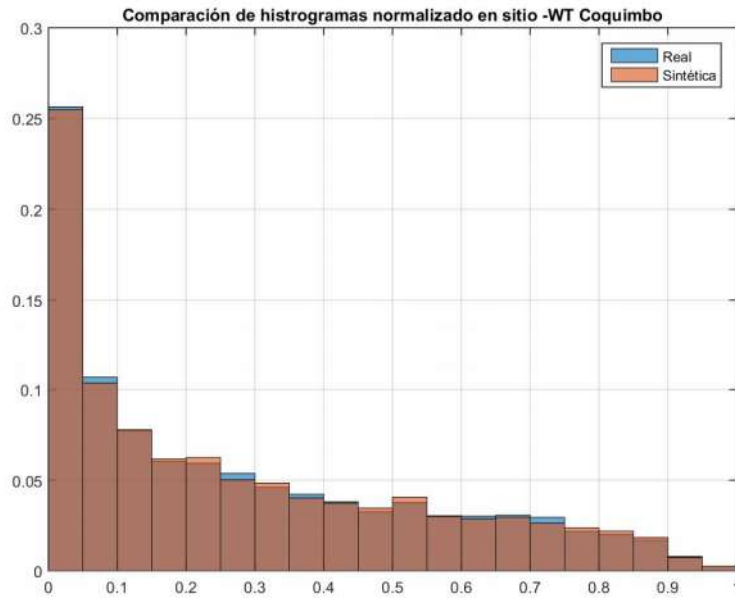 Comparación de histrogramas normalizado en sitio -WT Coquimbo
Real
Sintética
0.3
0.25
0.2
0.15
0.1
0.05
0
0 0.1 0.2 0.3 0.4 0.5 0.6 0.7 0.8 0.9 1